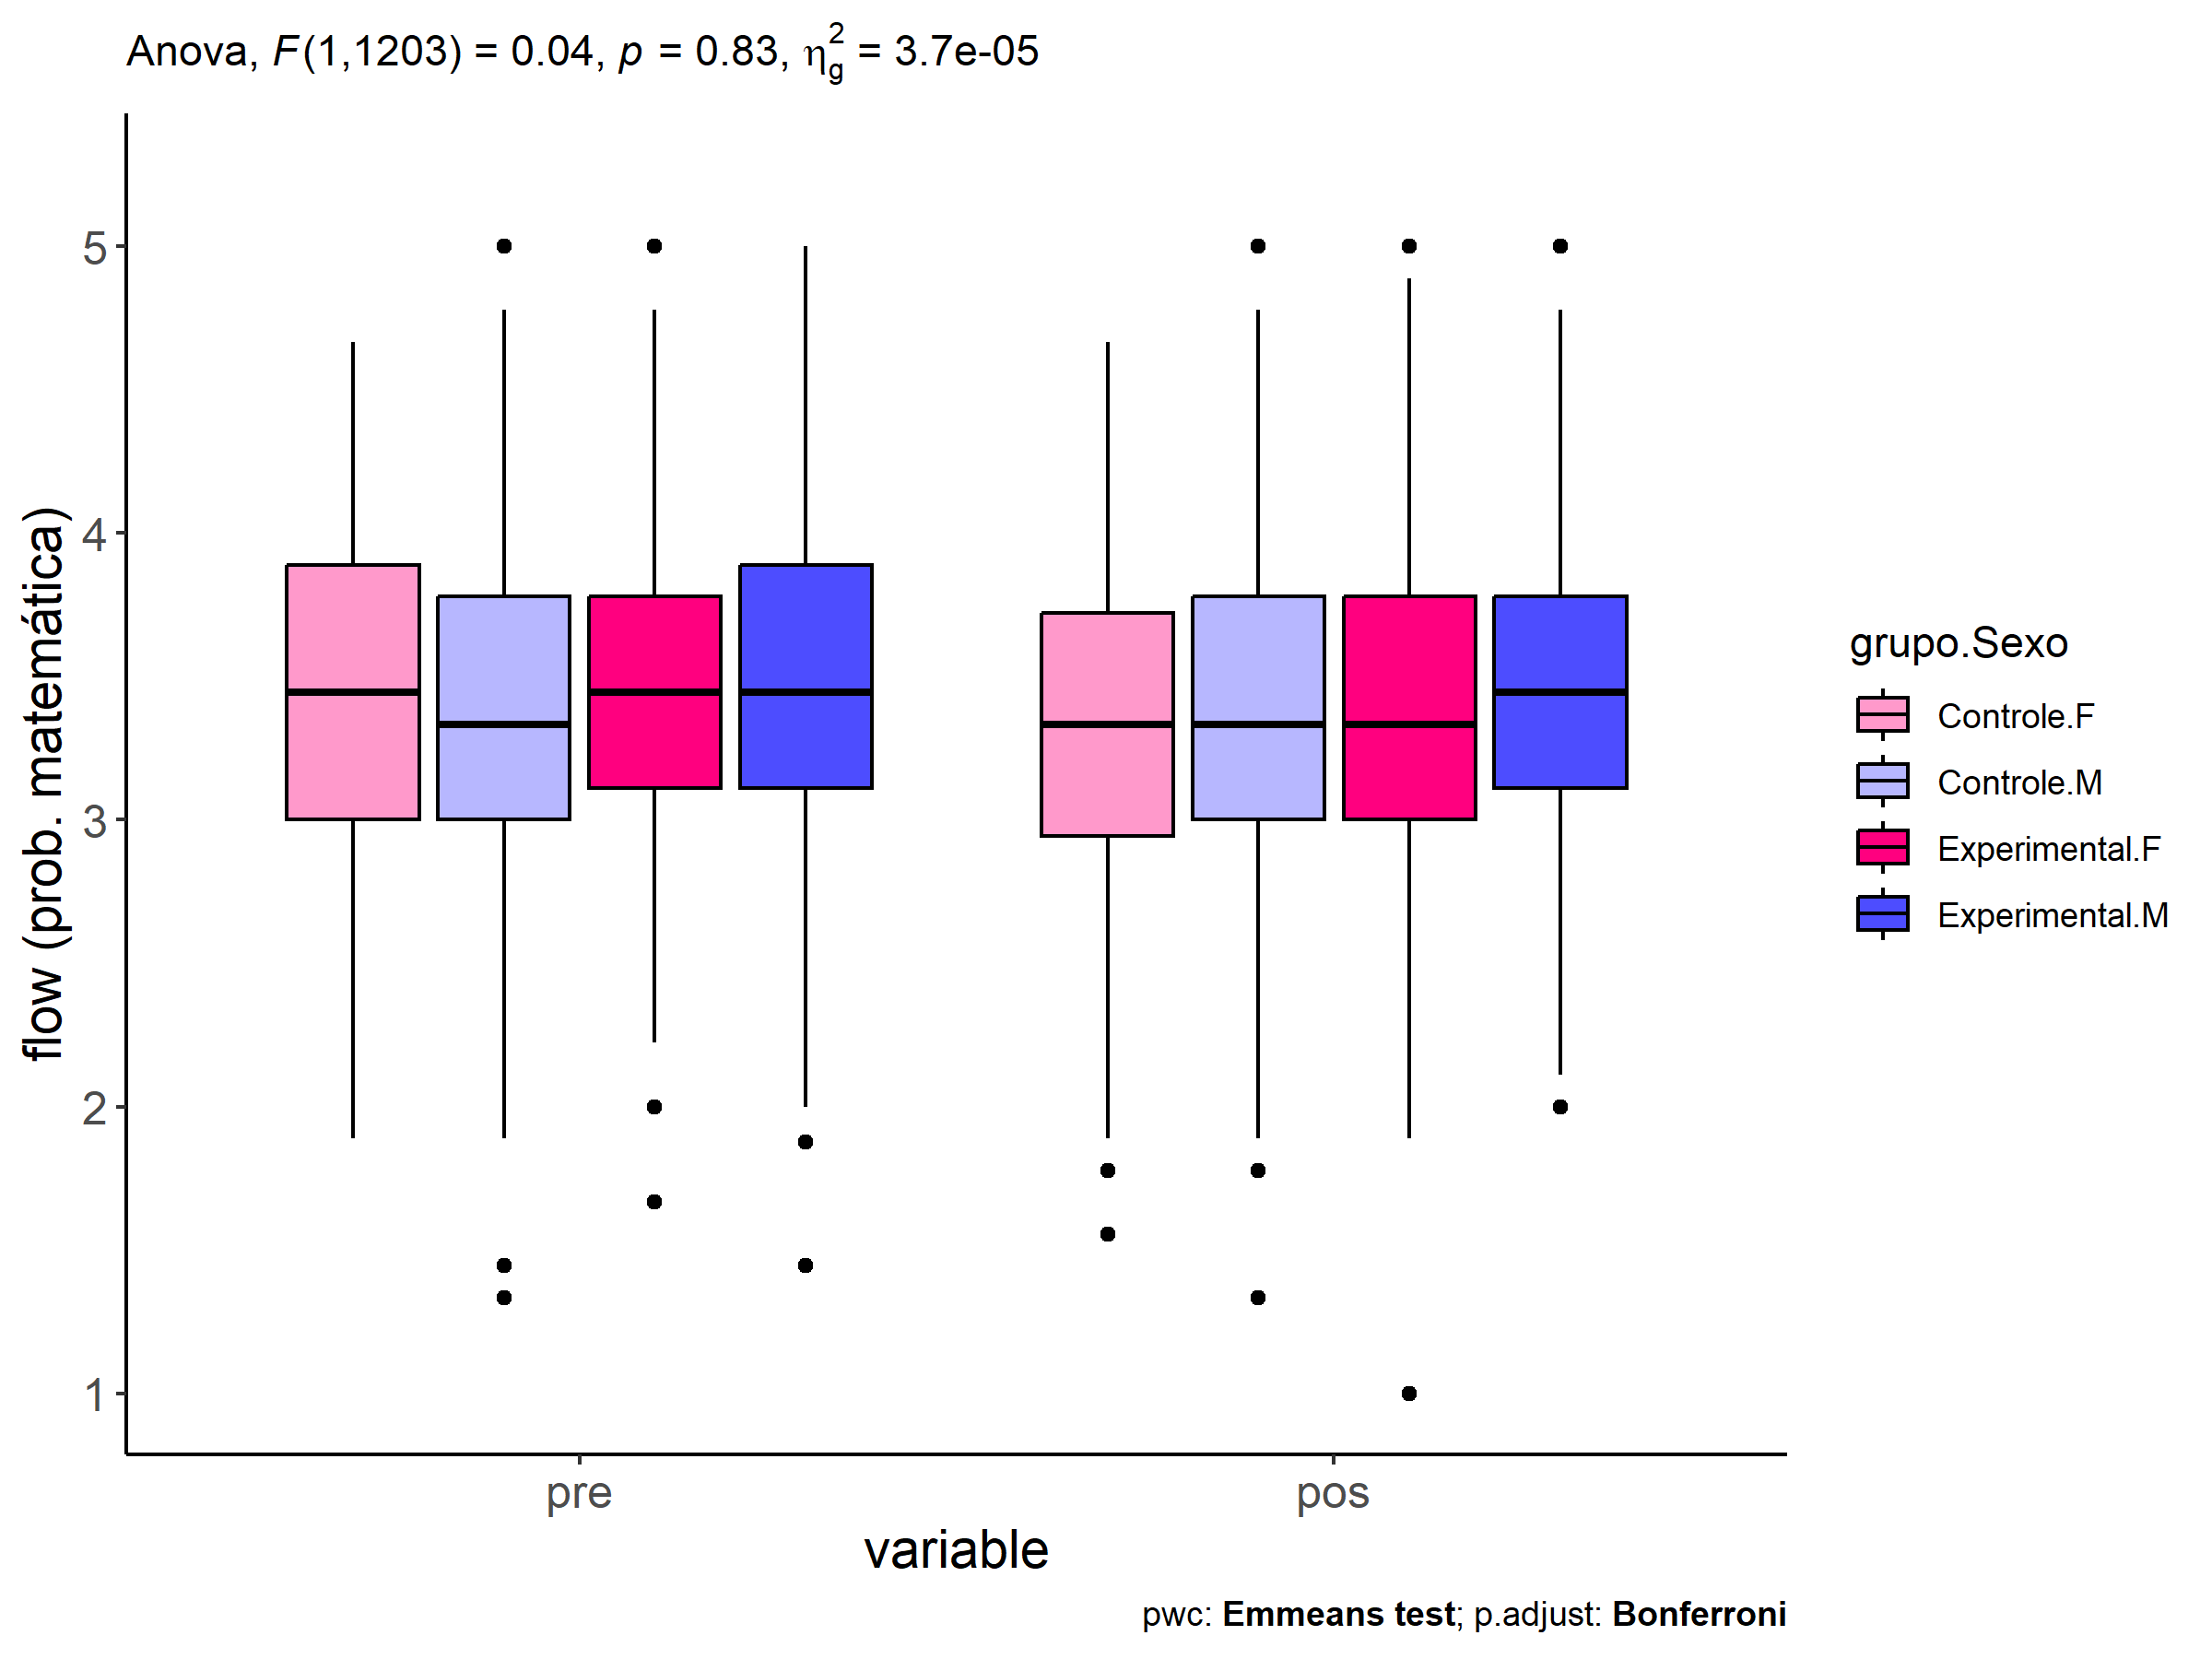 Anova, F(1,1203) = 0.04, p = 0.83, η²g = 3.7e-05
flow (prob. matemática)
5
4
3
2
1
pre
pos
variable
grupo.Sexo
Controle.F
Controle.M
Experimental.F
Experimental.M
pwc: Emmeans test; p.adjust: Bonferroni